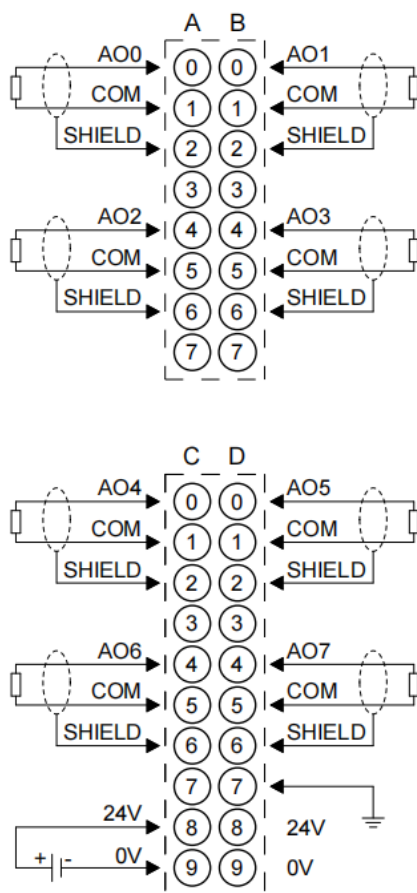 A B
AO0 0 0 AO1
COM 1 1 COM
SHIELD 2 2 SHIELD
3 3
AO2 4 4 AO3
COM 5 5 COM
SHIELD 6 6 SHIELD
7 7
C D
AO4 0 0 AO5
COM 1 1 COM
SHIELD 2 2 SHIELD
3 3
AO6 4 4 AO7
COM 5 5 COM
SHIELD 6 6 SHIELD
7 7
24V 8 8 24V
+ - 0V 9 9 0V